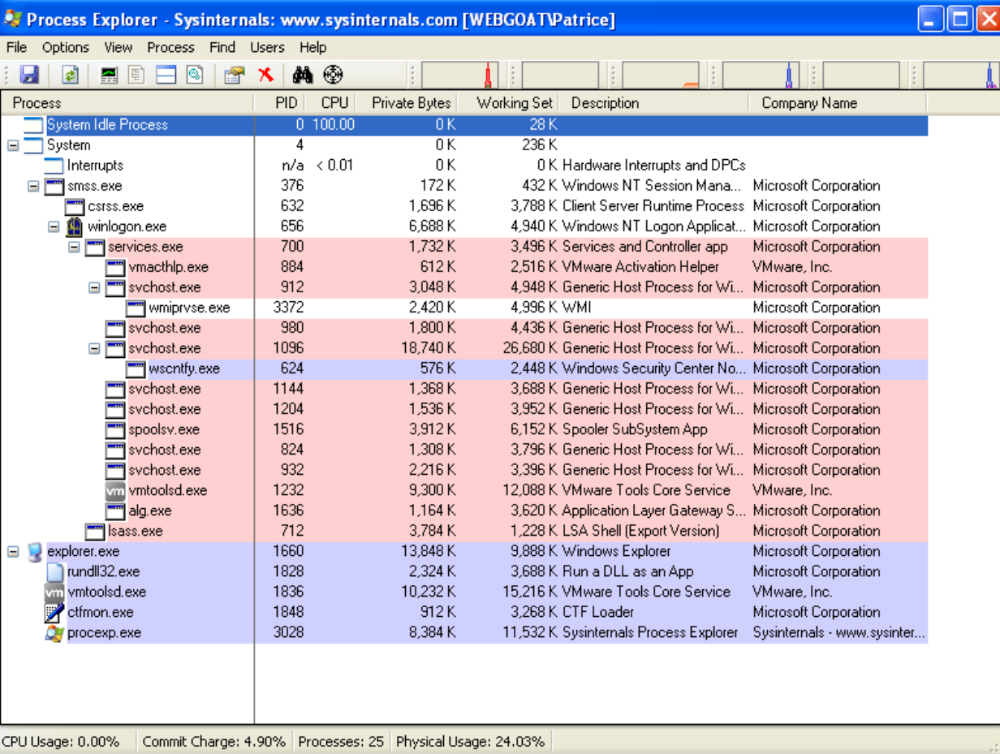 Process Explorer - Sysinternals: www.sysinternals.com [WEBGOAT\Patrice]
File Options View Process Find Users Help
Process PID CPU Private Bytes Working Set Description Company Name
System Idle Process 0 100.00 0 K 28 K
System 4 0 K 236 K
Interrupts n/a < 0.01 0 K 0 K Hardware Interrupts and DPCs
smss.exe 376 172 K 432 K Windows NT Session Mana... Microsoft Corporation
csrss.exe 632 1,696 K 3,788 K Client Server Runtime Process Microsoft Corporation
winlogon.exe 656 6,688 K 4,940 K Windows NT Logon Applicat... Microsoft Corporation
services.exe 700 1,732 K 3,496 K Services and Controller app Microsoft Corporation
vmacthlp.exe 884 612 K 2,516 K VMware Activation Helper VMware, Inc.
svchost.exe 912 3,048 K 4,948 K Generic Host Process for Wi... Microsoft Corporation
wmiprvse.exe 3372 2,420 K 4,996 K WMI Microsoft Corporation
svchost.exe 980 1,800 K 4,436 K Generic Host Process for Wi... Microsoft Corporation
svchost.exe 1096 18,740 K 26,680 K Generic Host Process for Wi... Microsoft Corporation
wscntfy.exe 624 576 K 2,448 K Windows Security Center No... Microsoft Corporation
svchost.exe 1144 1,368 K 3,688 K Generic Host Process for Wi... Microsoft Corporation
svchost.exe 1204 1,536 K 3,952 K Generic Host Process for Wi... Microsoft Corporation
spoolsv.exe 1516 3,912 K 6,152 K Spooler SubSystem App Microsoft Corporation
svchost.exe 824 1,308 K 3,796 K Generic Host Process for Wi... Microsoft Corporation
svchost.exe 932 2,216 K 3,396 K Generic Host Process for Wi... Microsoft Corporation
vm vmtoolsd.exe 1232 9,300 K 12,088 K VMware Tools Core Service VMware, Inc.
alg.exe 1636 1,164 K 3,620 K Application Layer Gateway S... Microsoft Corporation
lsass.exe 712 3,784 K 1,228 K LSA Shell (Export Version) Microsoft Corporation
explorer.exe 1660 13,848 K 9,888 K Windows Explorer Microsoft Corporation
rundll32.exe 1828 2,324 K 3,688 K Run a DLL as an App Microsoft Corporation
vm vmtoolsd.exe 1836 10,232 K 15,216 K VMware Tools Core Service VMware, Inc.
ctfmon.exe 1848 912 K 3,268 K CTF Loader Microsoft Corporation
procexp.exe 3028 8,384 K 11,532 K Sysinternals Process Explorer Sysinternals - www.sysinter...
CPU Usage: 0.00% Commit Charge: 4.90% Processes: 25 Physical Usage: 24.03%